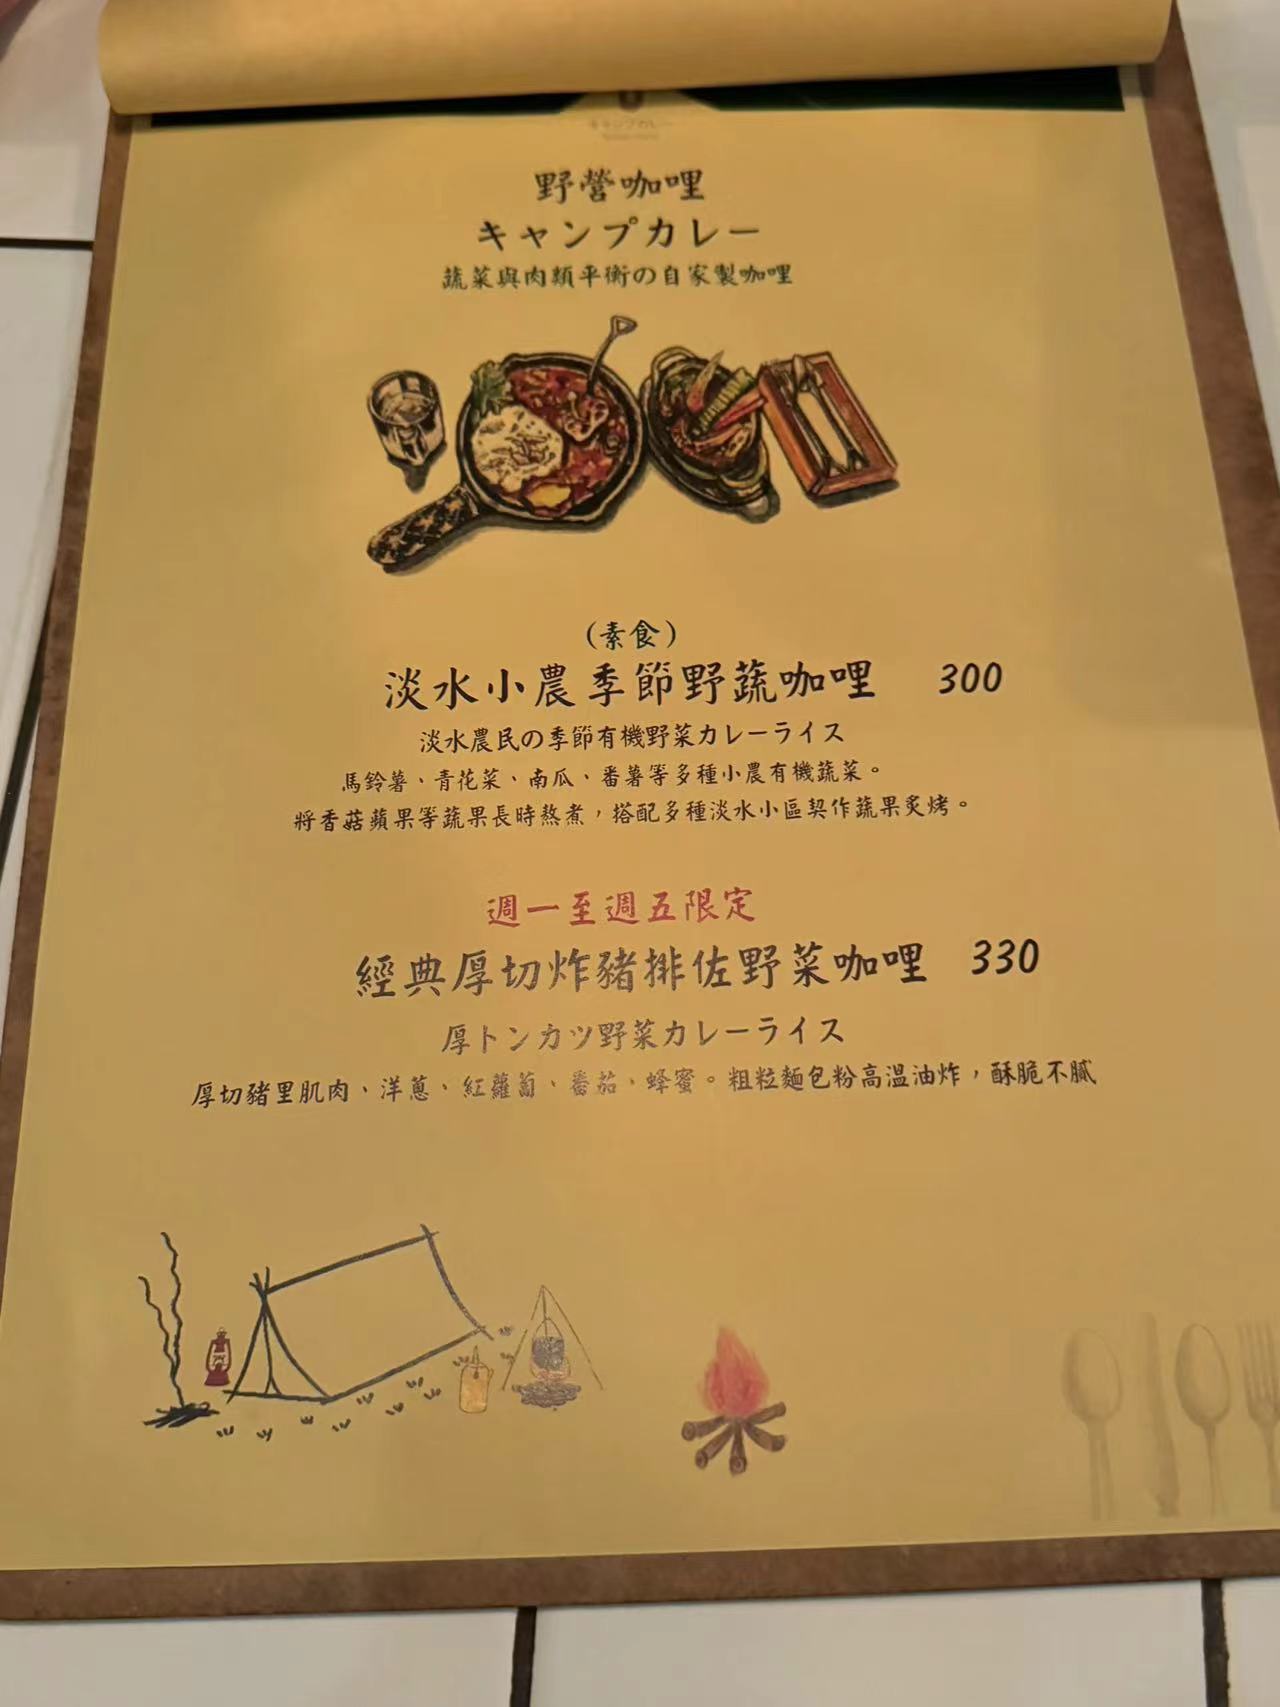 キャンプカレー
野營咖哩
キャンプカレー
蔬菜與肉類平衡の自家製咖哩
(素食)
淡水小農季節野蔬咖哩 300
淡水農民の季節有機野菜カレーライス
馬鈴薯、青花菜、南瓜、番薯等多種小農有機蔬菜。
將香菇蘋果等蔬果長時熬煮，搭配多種淡水小區契作蔬果炙烤。
週一至週五限定
經典厚切炸豬排佐野菜咖哩 330
厚トンカツ野菜カレーライス
厚切豬里肌肉、洋蔥、紅蘿蔔、番茄、蜂蜜。粗粒麵包粉高溫油炸，酥脆不膩